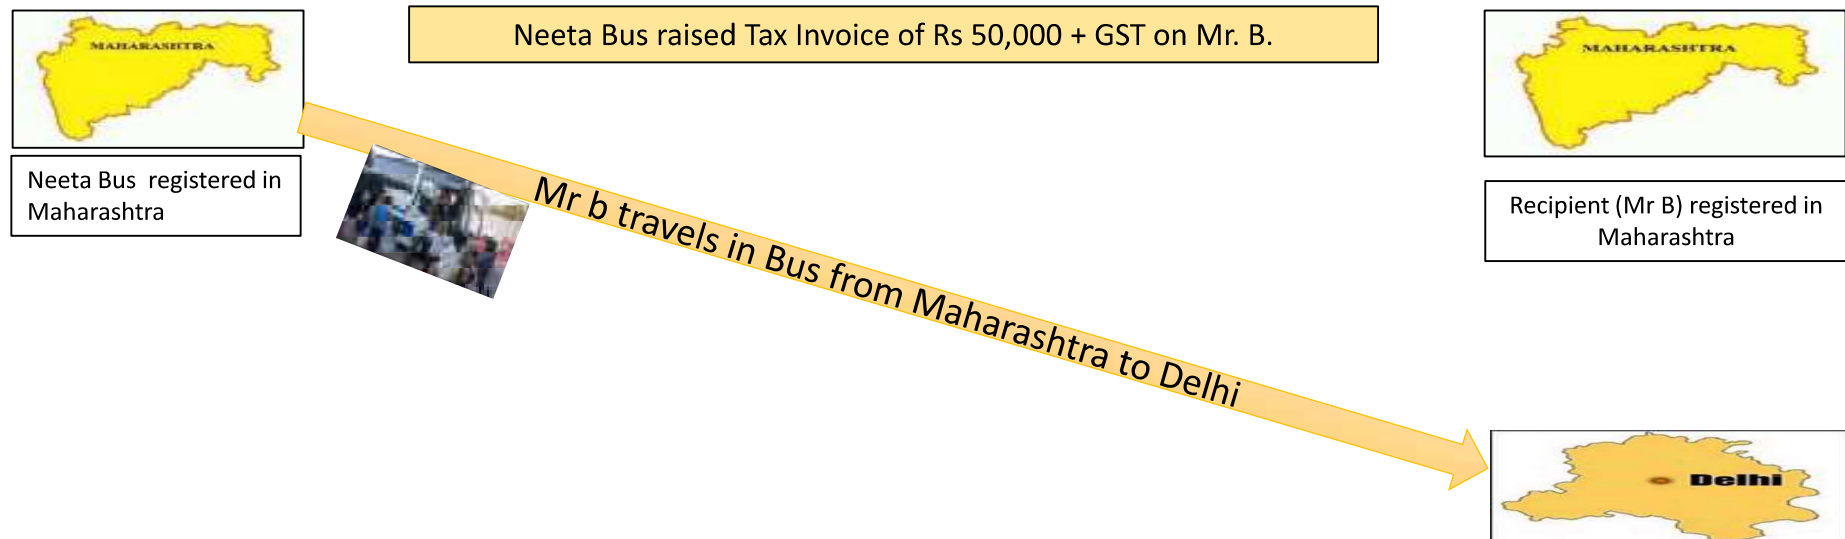 MAHARASHTRA
Neeta Bus raised Tax Invoice of Rs 50,000 + GST on Mr. B.
MAHARASHTRA
Neeta Bus registered in
Maharashtra
Recipient (Mr B) registered in
Maharashtra
Mr b travels in Bus from Maharashtra to Delhi
Delhi